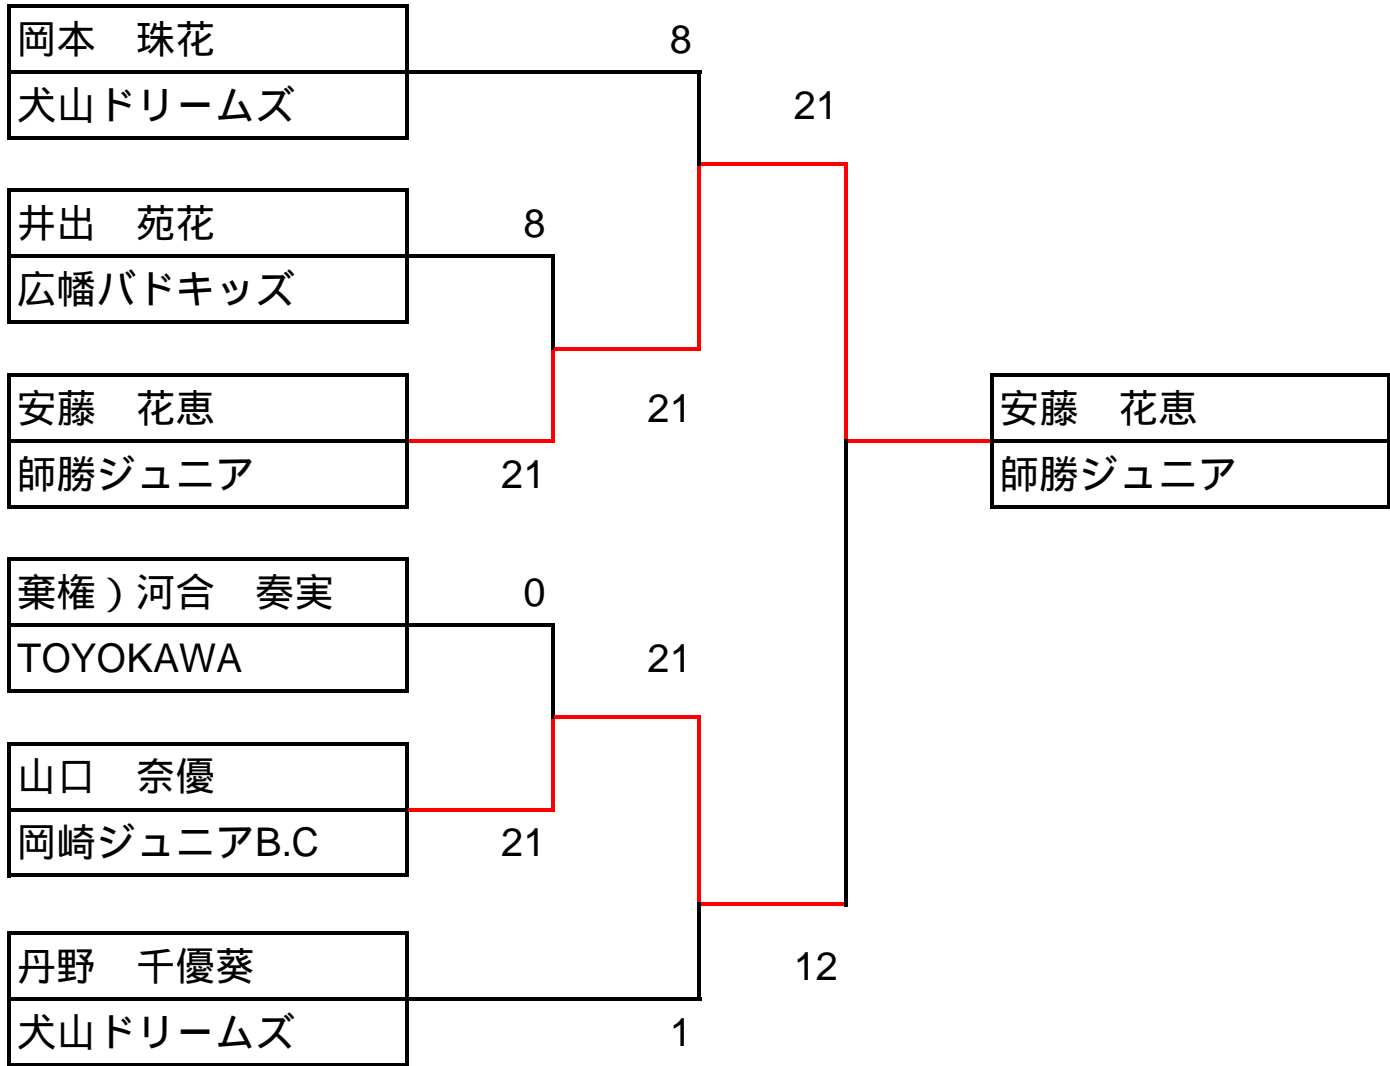 岡本　珠花
8
犬山ドリームズ
21
井出　苑花
8
広幡バドキッズ
安藤　花恵
21
安藤　花恵
師勝ジュニア
21
師勝ジュニア
棄権）河合　奏実
0
TOYOKAWA
21
山口　奈優
岡崎ジュニアB.C
21
丹野　千優葵
12
犬山ドリームズ
1